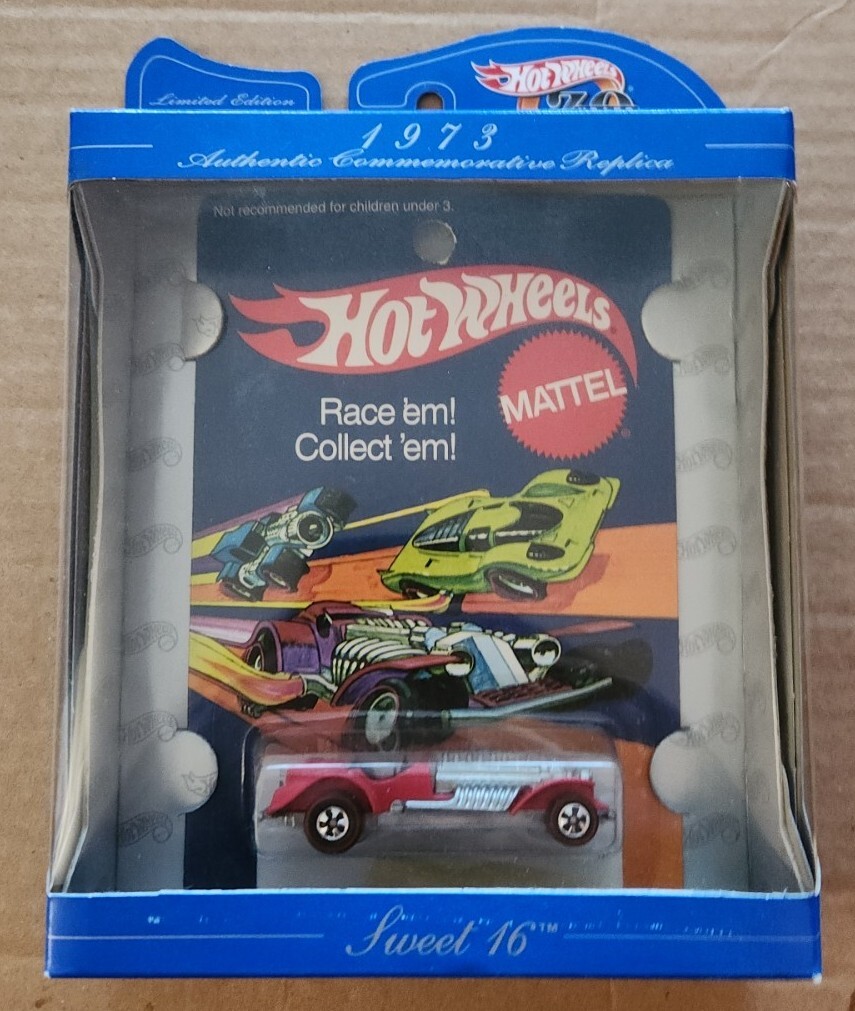 Limited Edition
Hot Wheels
30
1973
Authentic Commemorative Replica
Not recommended for children under 3.
Hot Wheels
MATTEL
Race 'em!
Collect 'em!
Sweet 16™